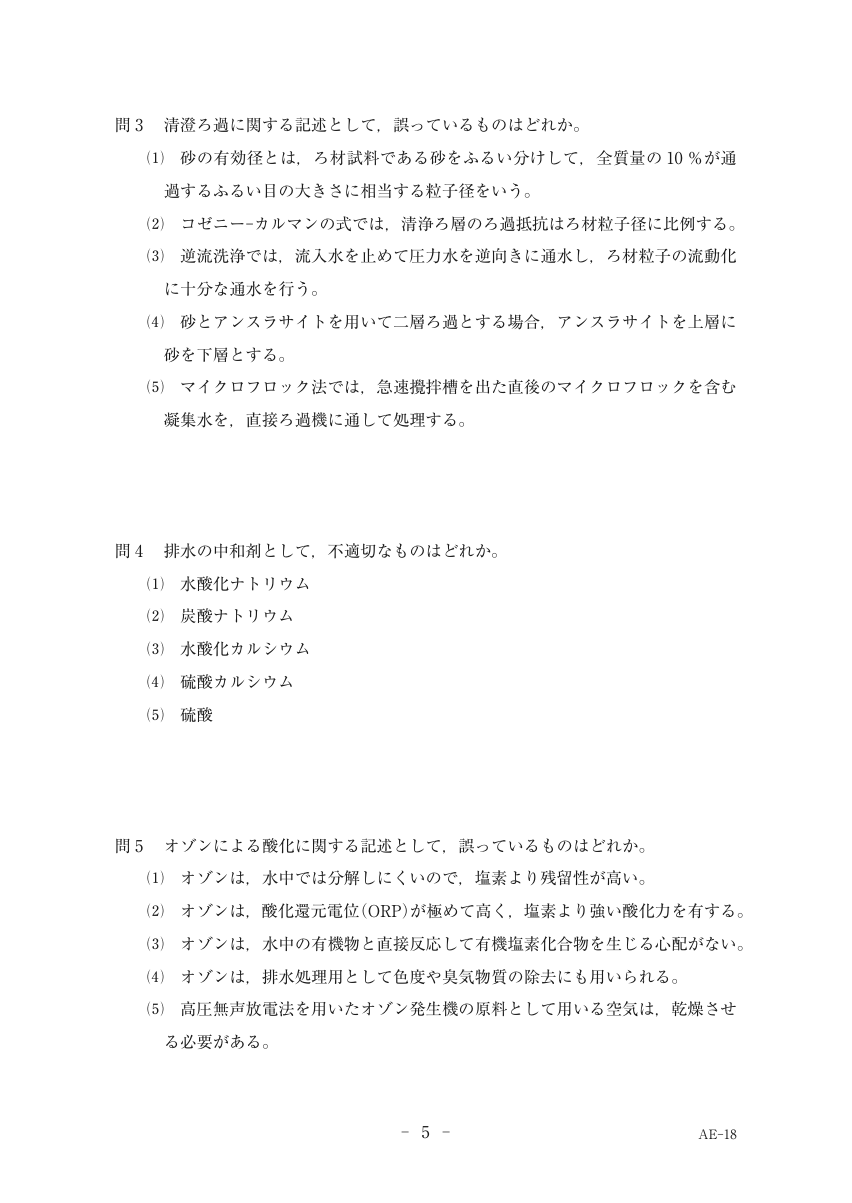 問3　清澄ろ過に関する記述として，誤っているものはどれか。
⑴　砂の有効径とは，ろ材試料である砂をふるい分けして，全質量の 10 ％が通
過するふるい目の大きさに相当する粒子径をいう。
⑵　コゼニー−カルマンの式では，清浄ろ層のろ過抵抗はろ材粒子径に比例する。
⑶　逆流洗浄では，流入水を止めて圧力水を逆向きに通水し，ろ材粒子の流動化
に十分な通水を行う。
⑷　砂とアンスラサイトを用いて二層ろ過とする場合，アンスラサイトを上層に
砂を下層とする。
⑸　マイクロフロック法では，急速攪拌槽を出た直後のマイクロフロックを含む
凝集水を，直接ろ過機に通して処理する。
問4　排水の中和剤として，不適切なものはどれか。
⑴　水酸化ナトリウム
⑵　炭酸ナトリウム
⑶　水酸化カルシウム
⑷　硫酸カルシウム
⑸　硫酸
問5　オゾンによる酸化に関する記述として，誤っているものはどれか。
⑴　オゾンは，水中では分解しにくいので，塩素より残留性が高い。
⑵　オゾンは，酸化還元電位(ORP)が極めて高く，塩素より強い酸化力を有する。
⑶　オゾンは，水中の有機物と直接反応して有機塩素化合物を生じる心配がない。
⑷　オゾンは，排水処理用として色度や臭気物質の除去にも用いられる。
⑸　高圧無声放電法を用いたオゾン発生機の原料として用いる空気は，乾燥させ
る必要がある。
− 5 −
AE−18